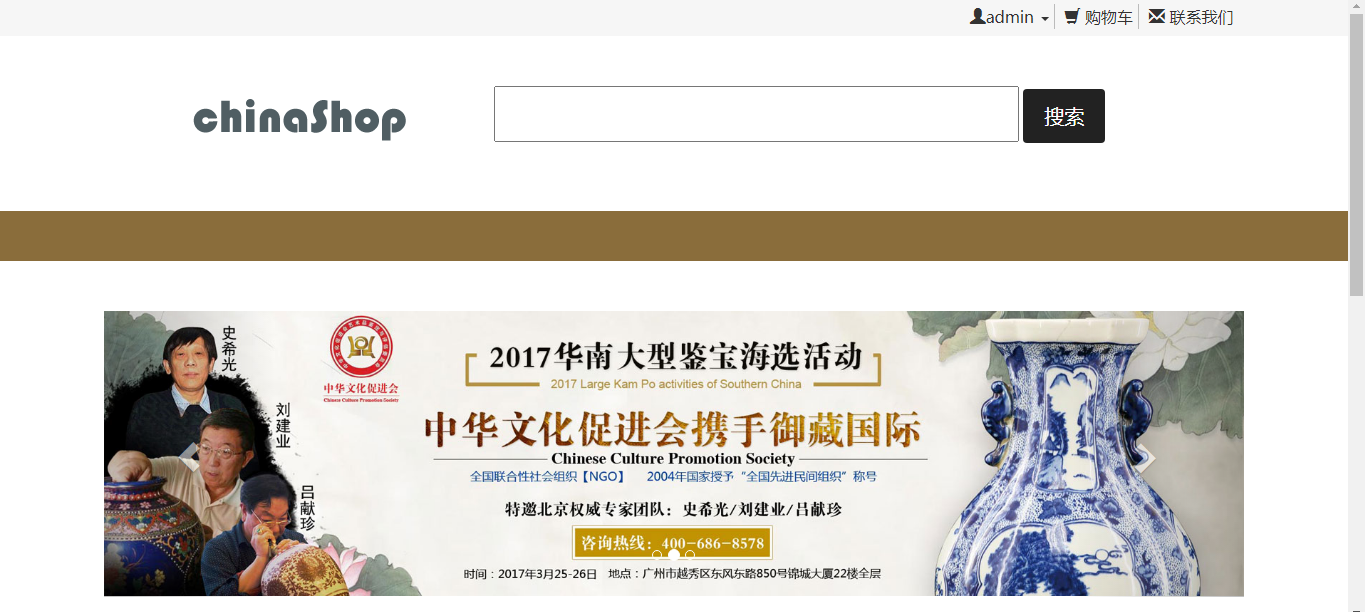 admin 购物车 联系我们
chinaShop
搜索
史希光
刘建业
吕献珍
中华文化促进会
Chinese Culture Promotion Society
2017华南大型鉴宝海选活动
2017 Large Kam Po activities of Southern China
中华文化促进会携手御藏国际
Chinese Culture Promotion Society
全国联合性社会组织【NGO】 2004年国家授予“全国先进民间组织”称号
特邀北京权威专家团队：史希光/刘建业/吕献珍
咨询热线：400-686-8578
时间：2017年3月25-26日 地点：广州市越秀区东风东路850号锦城大厦22楼全层